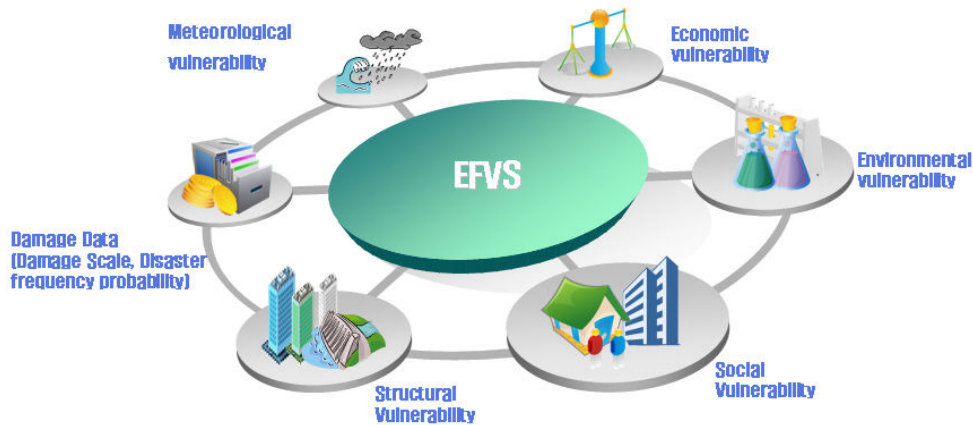 Meteorological
vulnerability
Economic
vulnerability
EFVS
Environmental
vulnerability
Damage Data
(Damage Scale, Disaster
frequency probability)
Structural
Vulnerability
Social
Vulnerability